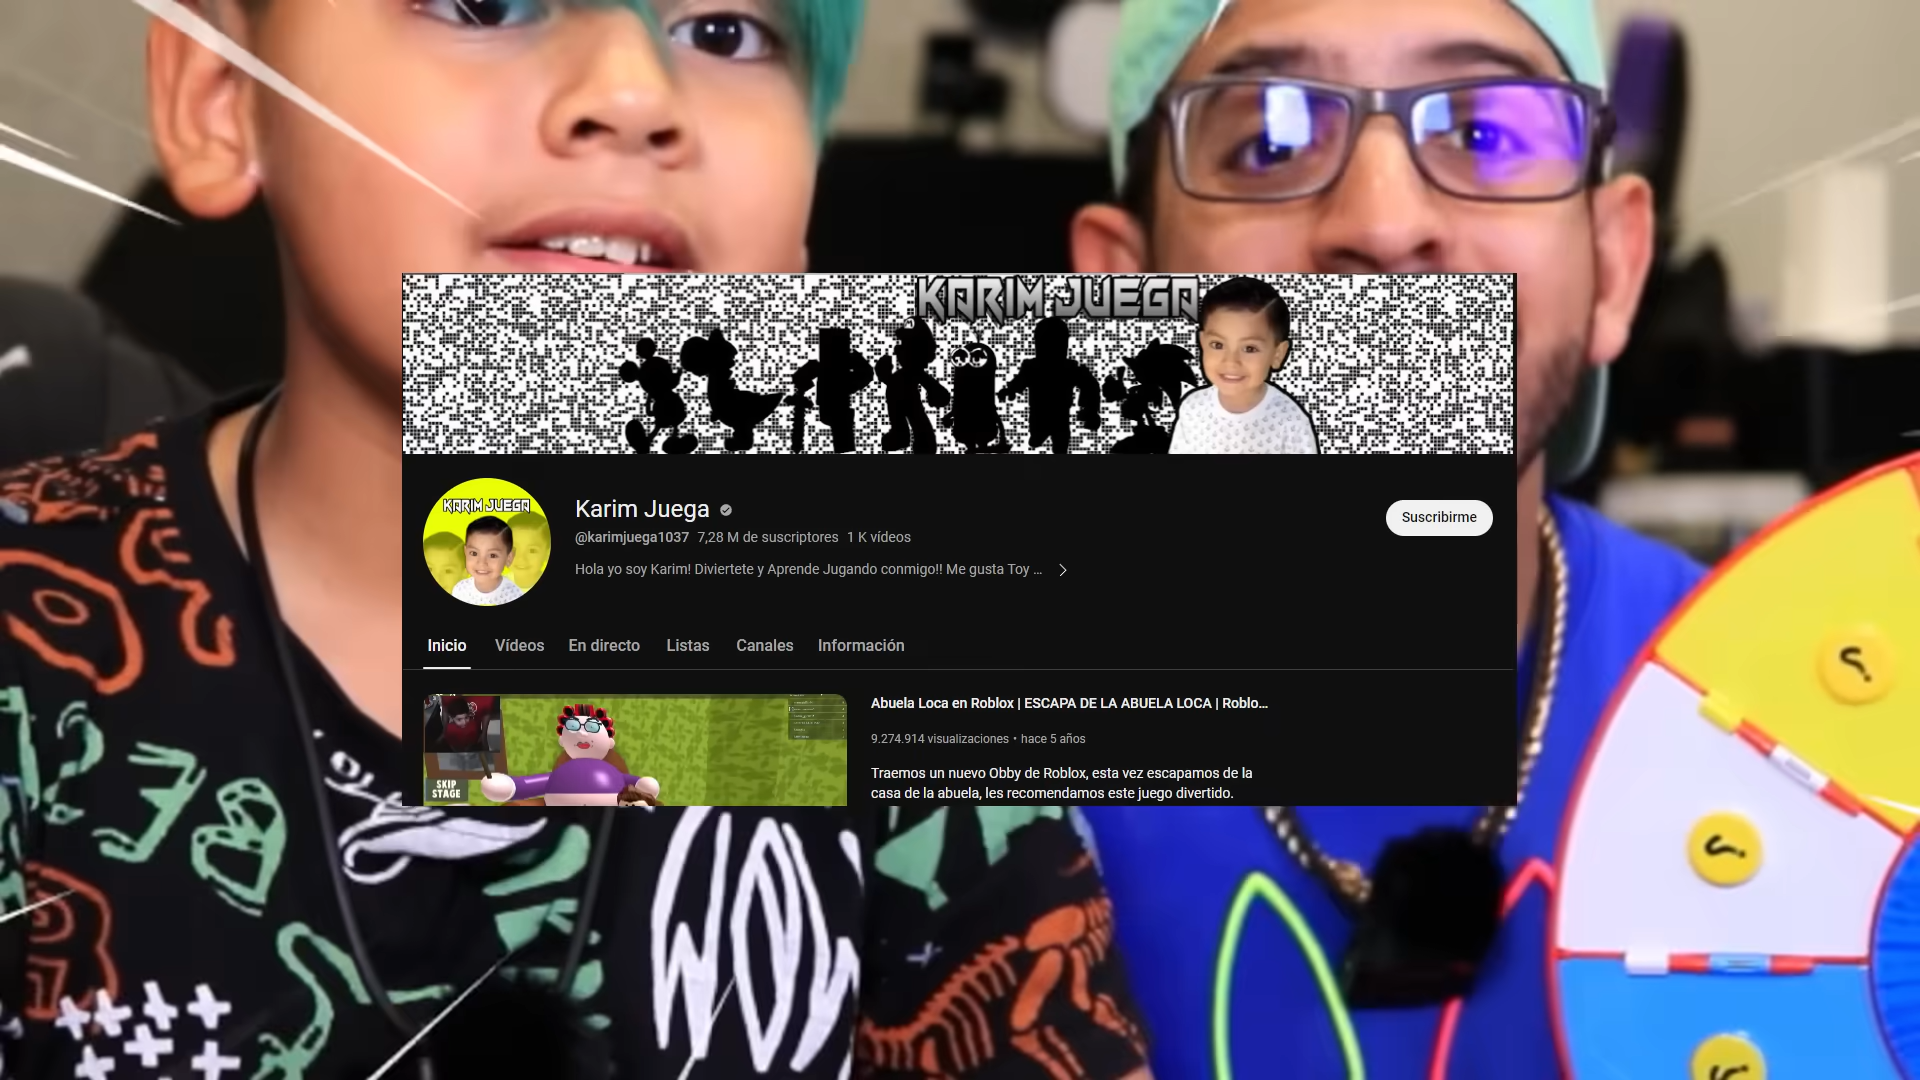 KARIM JUEGA
KARIM JUEGA
Karim Juega
@karimjuega1037 7,28 M de suscriptores 1 K vídeos
Hola yo soy Karim! Diviertete y Aprende Jugando conmigo!! Me gusta Toy ...
Suscribirme
Inicio Vídeos En directo Listas Canales Información
Abuela Loca en Roblox | ESCAPA DE LA ABUELA LOCA | Roblo...
9.274.914 visualizaciones • hace 5 años
Traemos un nuevo Obby de Roblox, esta vez escapamos de la
casa de la abuela, les recomendamos este juego divertido.
SKIP
STAGE